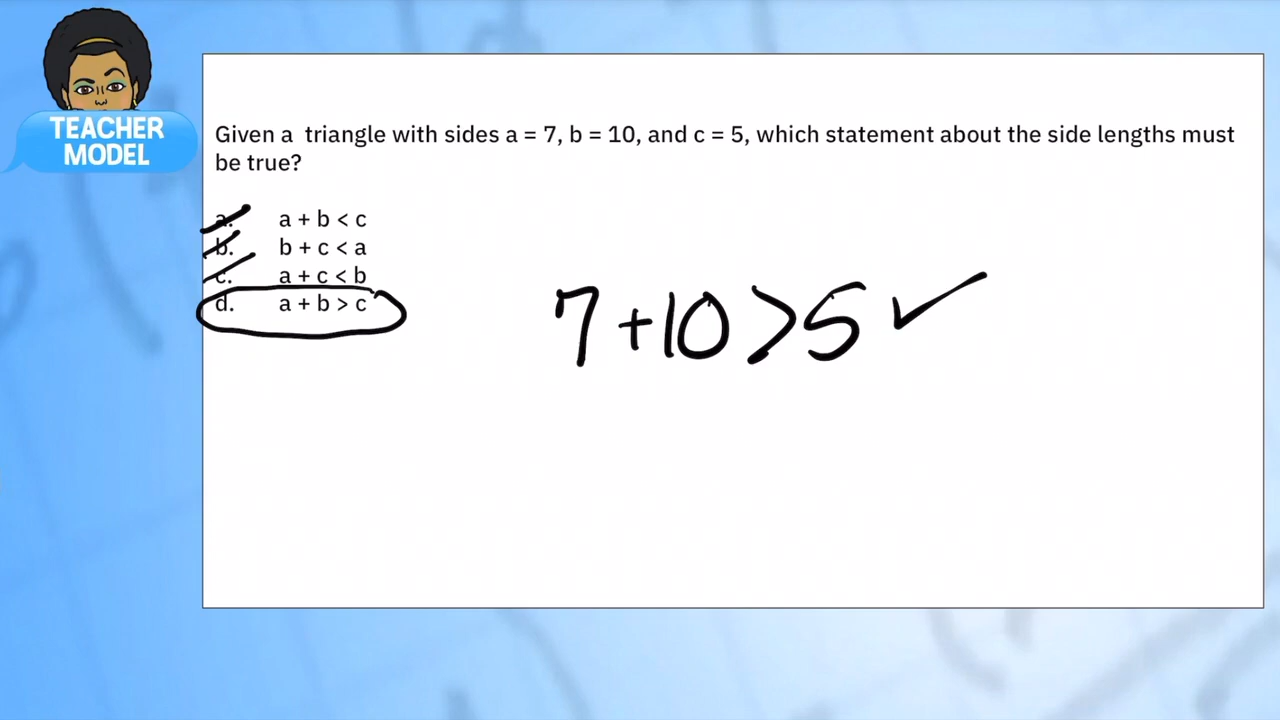 TEACHER
MODEL
Given a  triangle with sides a = 7, b = 10, and c = 5, which statement about the side lengths must
be true?
a. a + b < c
b. b + c < a
c. a + c < b
d. a + b > c
7 + 10 > 5 ✓